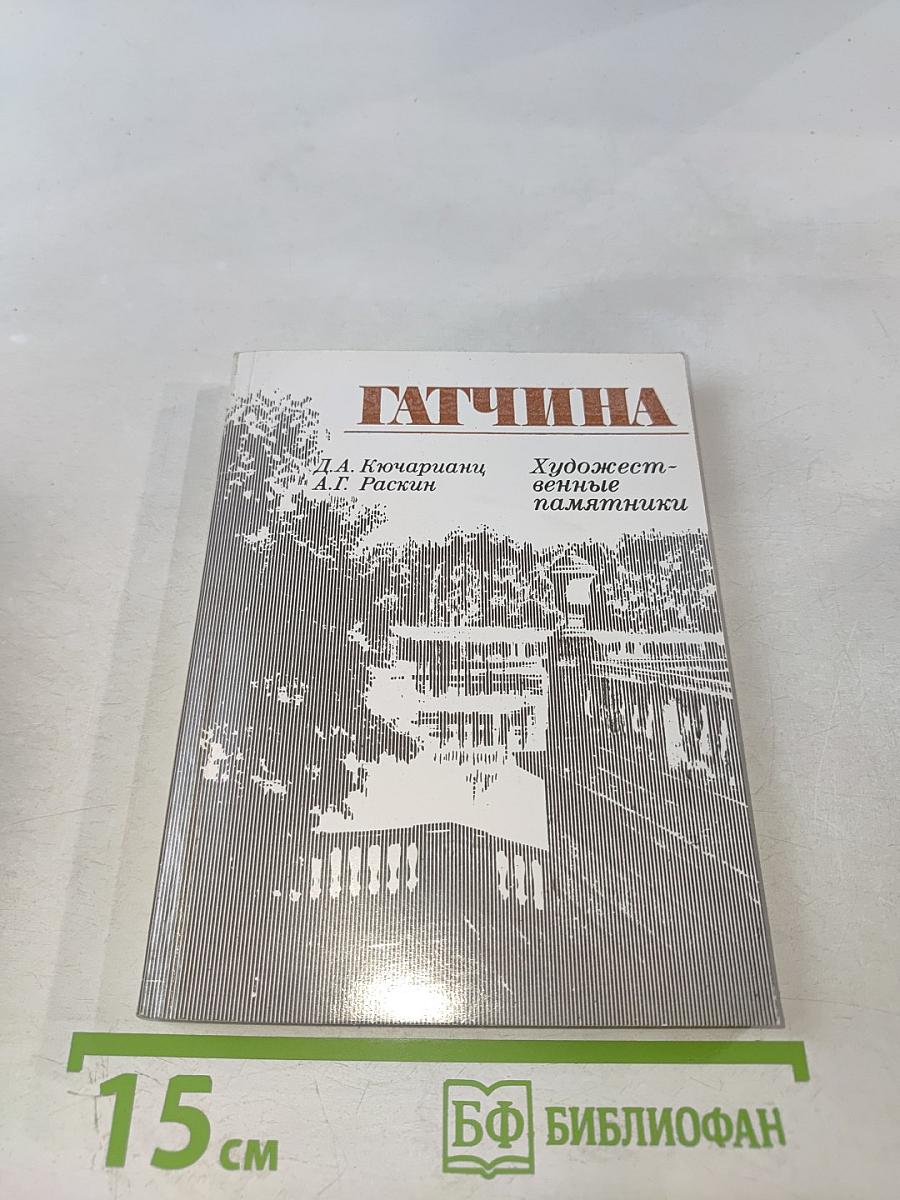 ГАТЧИНА
Д.А. Кючарианц
А.Г. Раскин
Художест-
венные
памятники
15 см
БФ БИБЛИОФАН